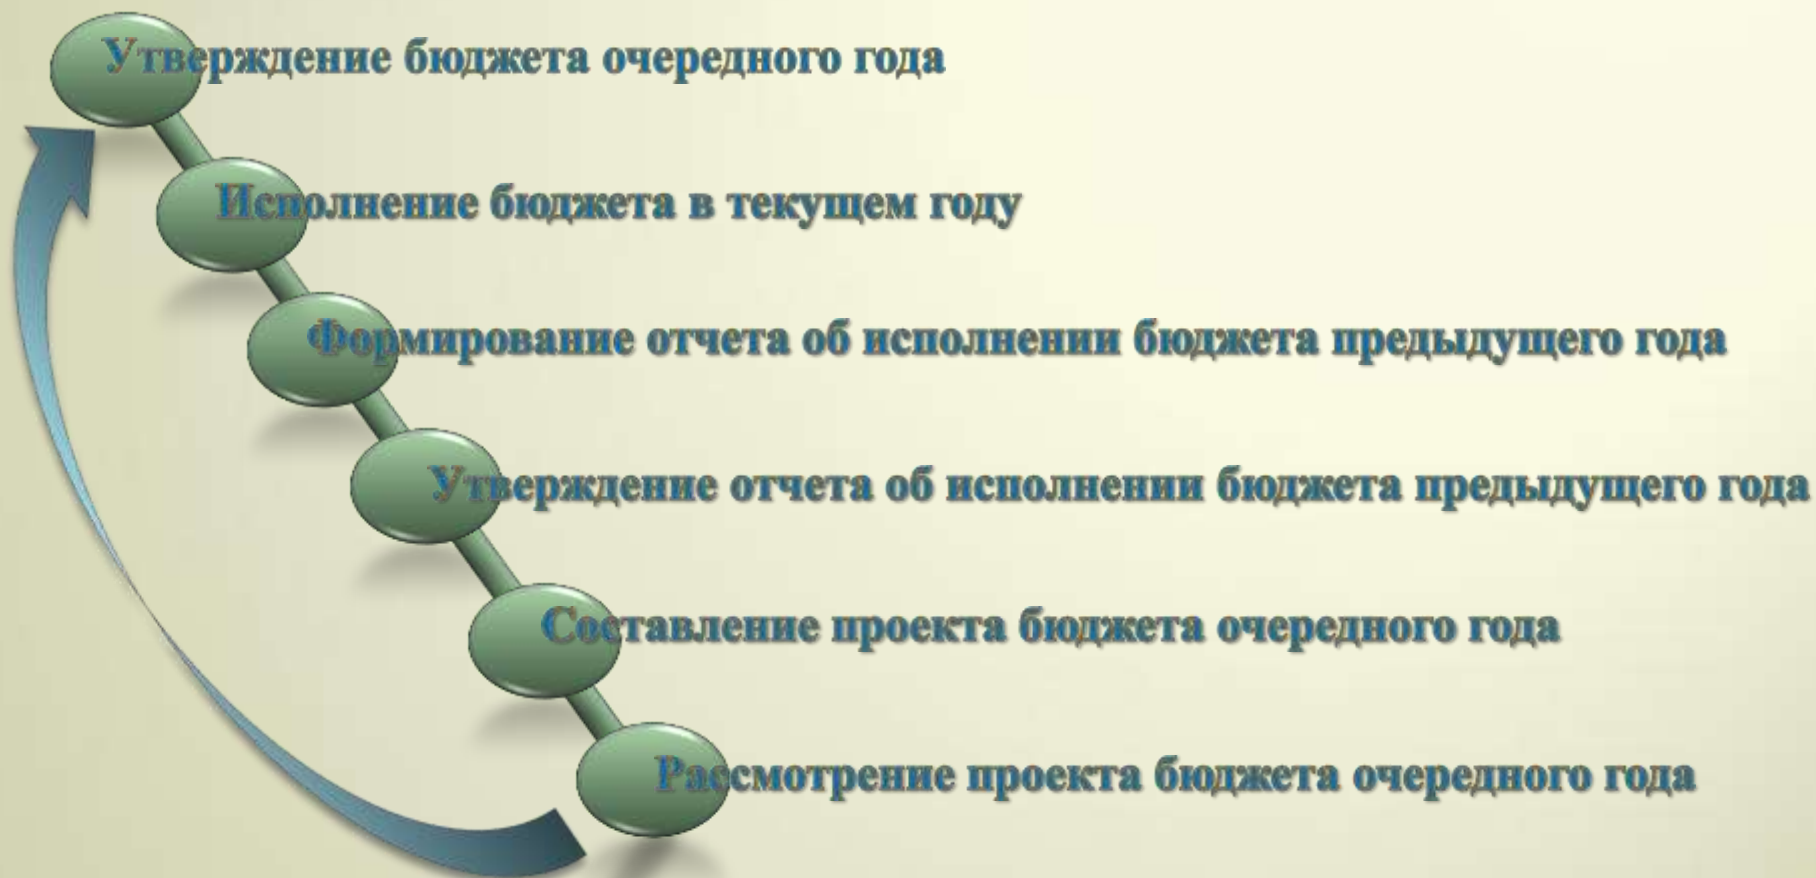 Утверждение бюджета очередного года
Исполнение бюджета в текущем году
Формирование отчета об исполнении бюджета предыдущего года
Утверждение отчета об исполнении бюджета предыдущего года
Составление проекта бюджета очередного года
Рассмотрение проекта бюджета очередного года